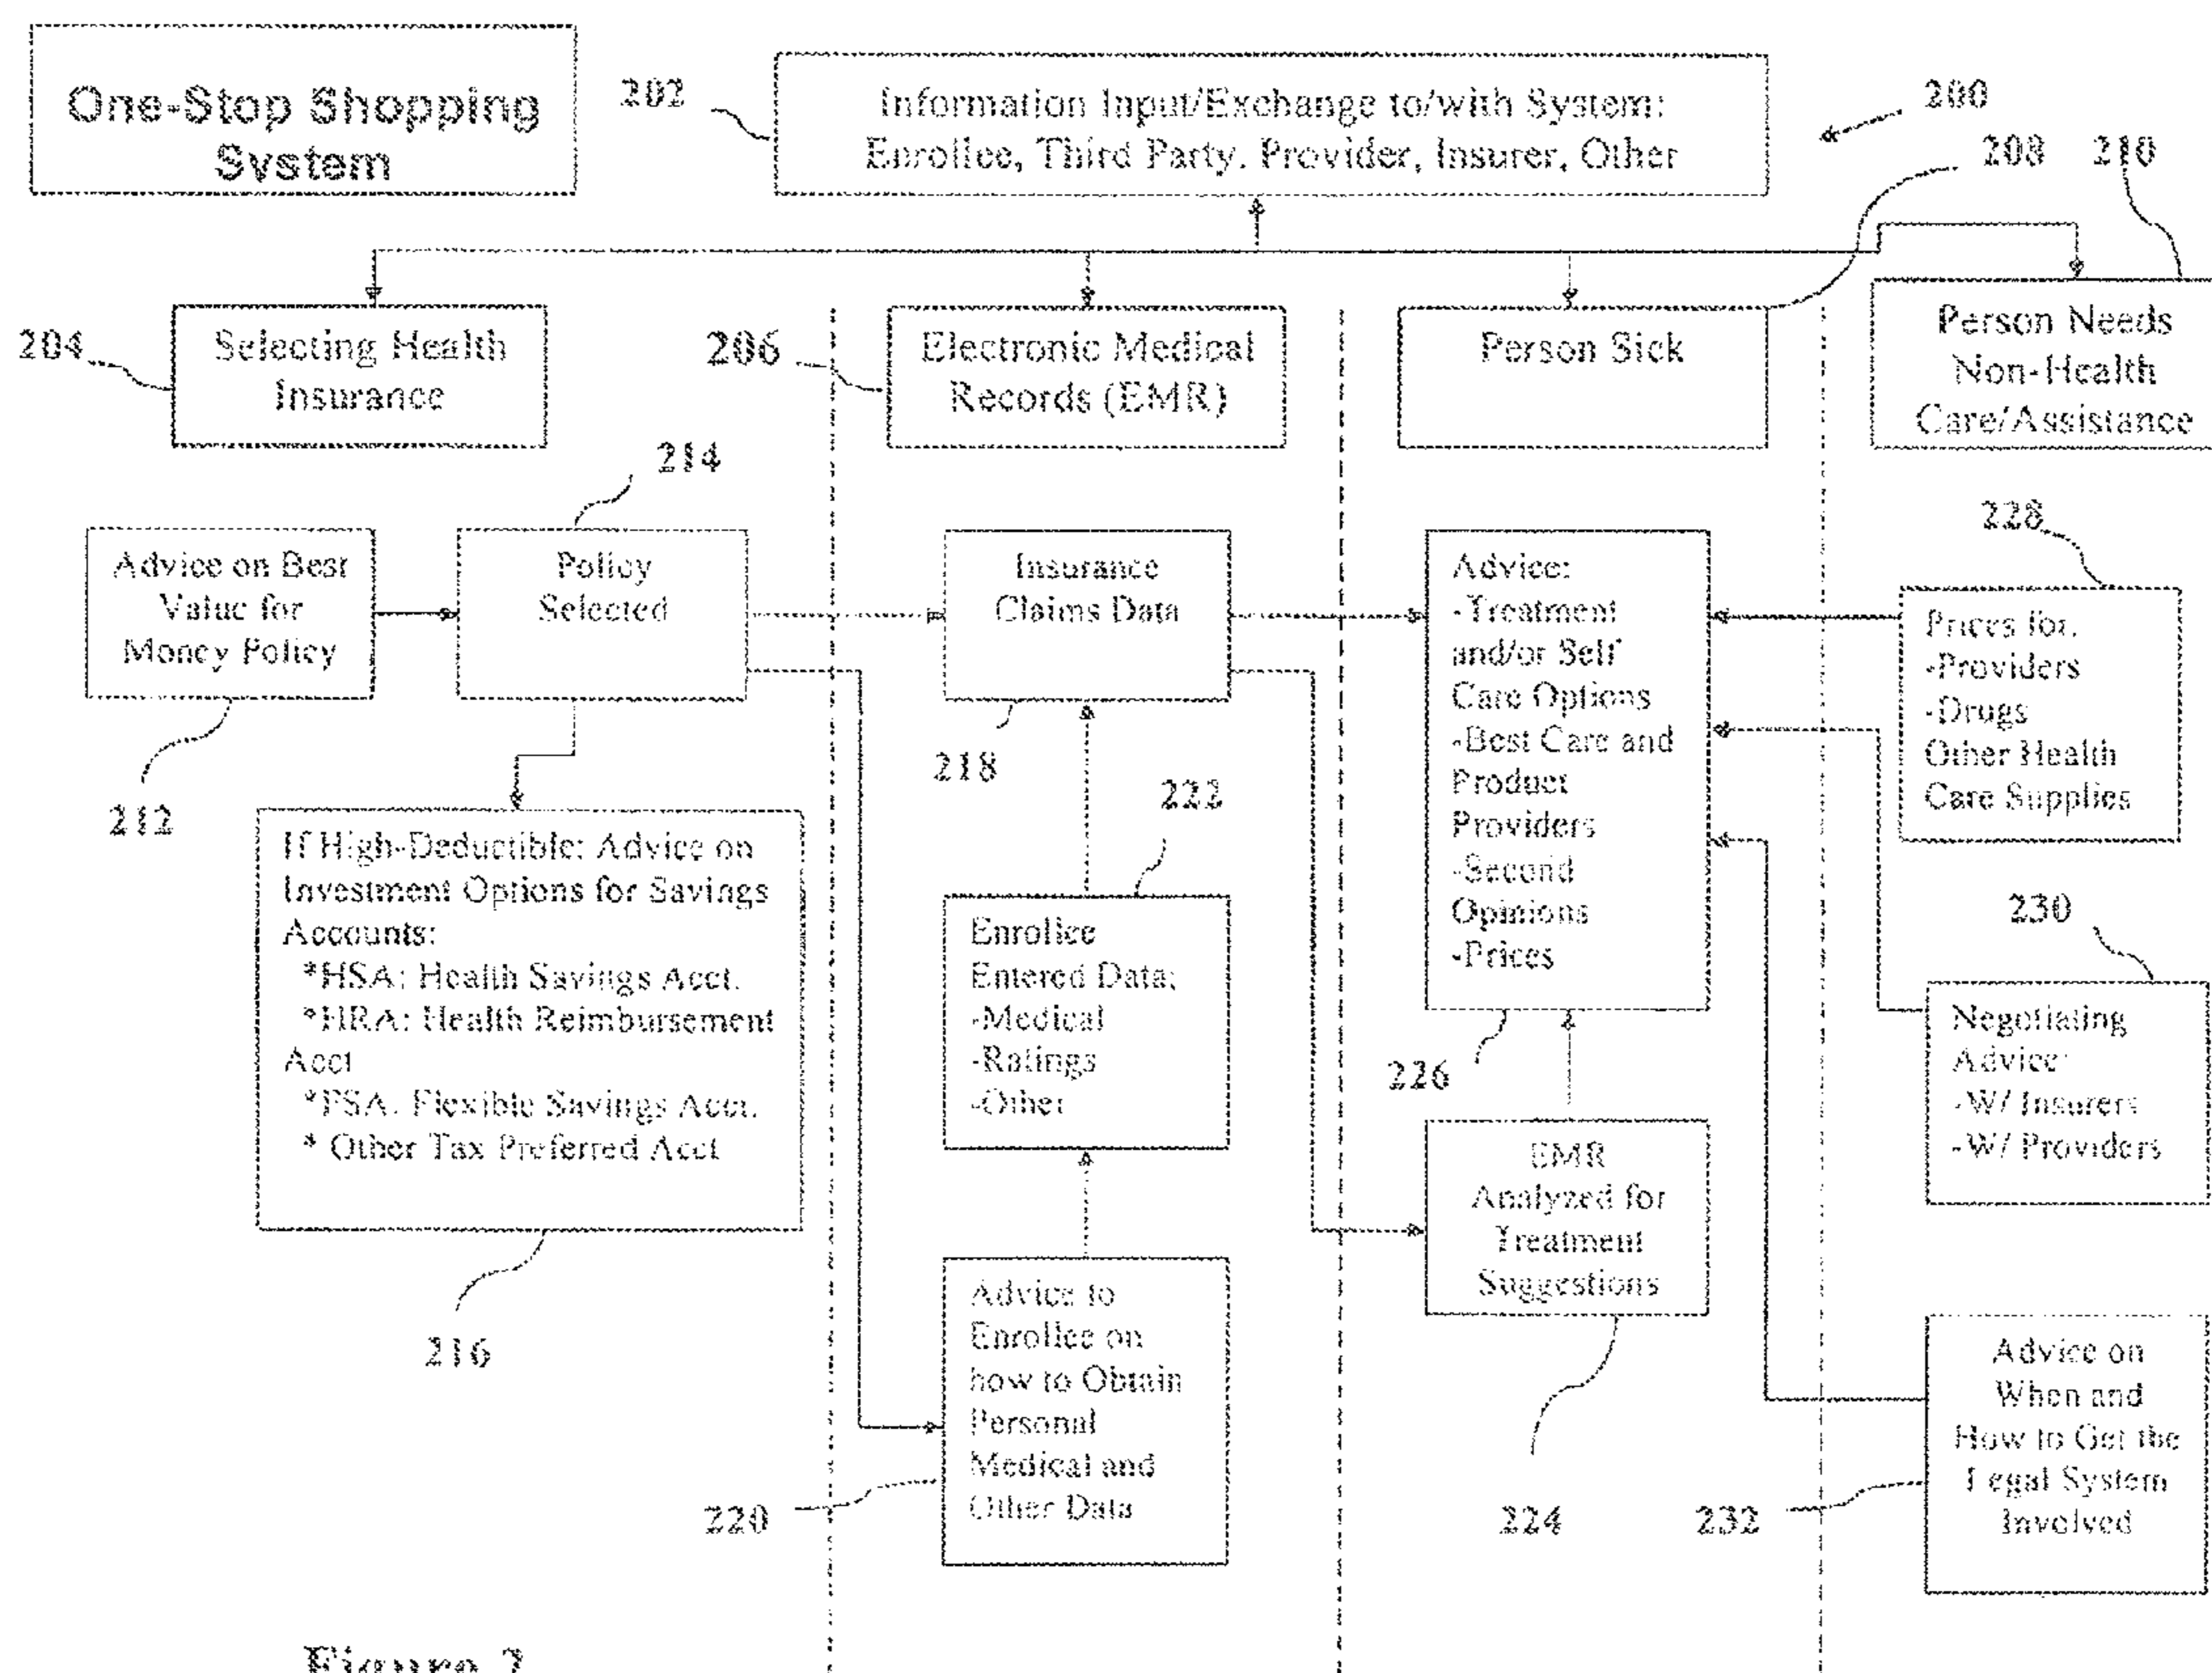 One-Stop Shopping
System
202
Information Input/Exchange to/with System:
Enrollee, Third Party. Provider, Insurer, Other
200
208
210
204
Selecting Health
Insurance
206
Electronic Medical
Records (EMR)
Person Sick
Person Needs
Non-Health
Care/Assistance
214
Advice on Best
Value for
Money Policy
212
Policy
Selected
If High-Deductible: Advice on
Investment Options for Savings
Accounts:
*HSA: Health Savings Acct.
*HRA: Health Reimbursement
Acct
*FSA. Flexible Savings Acct.
* Other Tax Preferred Acct
216
Insurance
Claims Data
218
222
Enrollee
Entered Data:
-Medical
-Ratings
-Other
Advice to
Enrollee on
how to Obtain
Personal
Medical and
Other Data
220
Advice:
-Treatment
and/or Self
Care Options
-Best Care and
Product
Providers
-Second
Opinions
-Prices
226
EMR
Analyzed for
Treatment
Suggestions
224
228
Prices for.
-Providers
-Drugs
Other Health
Care Supplies
230
Negotiating
Advice:
-W/ Insurers
-W/ Providers
232
Advice on
When and
How to Get the
Legal System
Involved
Figure 2